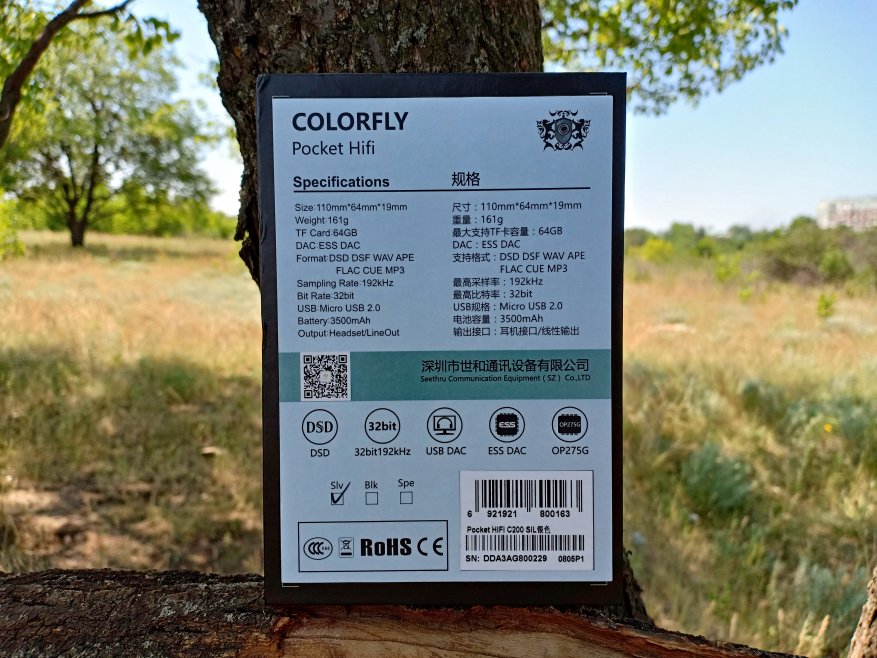 COLORFLY
Pocket Hifi
Specifications
Size:110mm*64mm*19mm
Weight:161g
TF Card:64GB
DAC:ESS DAC
Format:DSD DSF WAV APE
FLAC CUE MP3
Sampling Rate:192kHz
Bit Rate:32bit
USB:Micro USB 2.0
Battery:3500mAh
Output:Headset/LineOut
规格
尺寸：110mm*64mm*19mm
重量：161g
最大支持TF卡容量：64GB
DAC：ESS DAC
支持格式：DSD DSF WAV APE
FLAC CUE MP3
最高采样率：192kHz
最高比特率：32bit
USB规格：Micro USB 2.0
电池容量：3500mAh
输出接口：耳机接口/线性输出
深圳市世和通讯设备有限公司
Seethru Communication Equipment (SZ) Co.,LTD
DSD
32bit
ESS
OP275G
DSD
32bit192kHz
USB DAC
ESS DAC
OP275G
Slv
Blk
Spe
RoHS CE
6 921921 800163
Pocket HIFI C200 SIL银色
SN: DDA3AG800229 0805P1